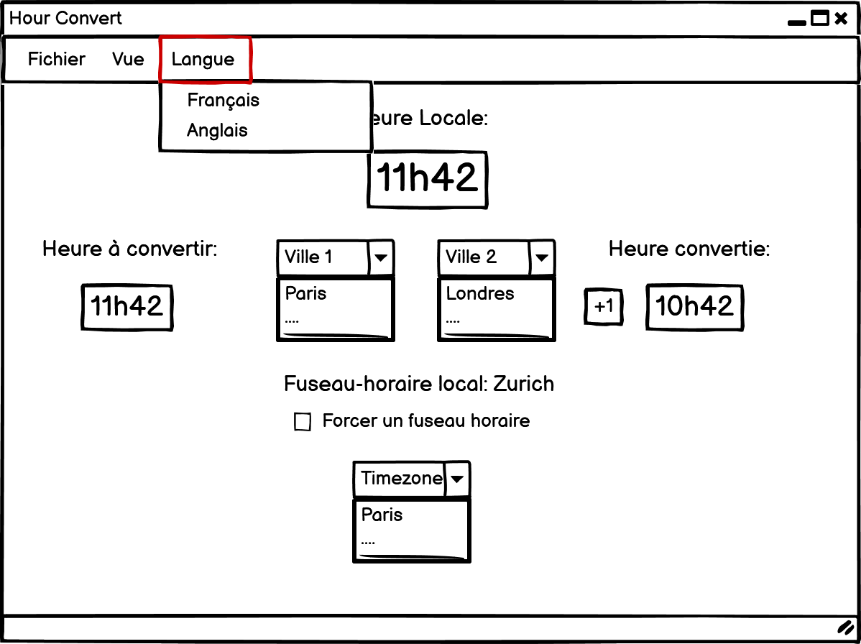 Hour Convert
Fichier Vue Langue
Français
Anglais
eure Locale:
11h42
Heure à convertir:
11h42
Ville 1
Paris
....
Ville 2
Londres
....
Heure convertie:
+1
10h42
Fuseau-horaire local: Zurich
Forcer un fuseau horaire
Timezone
Paris
....